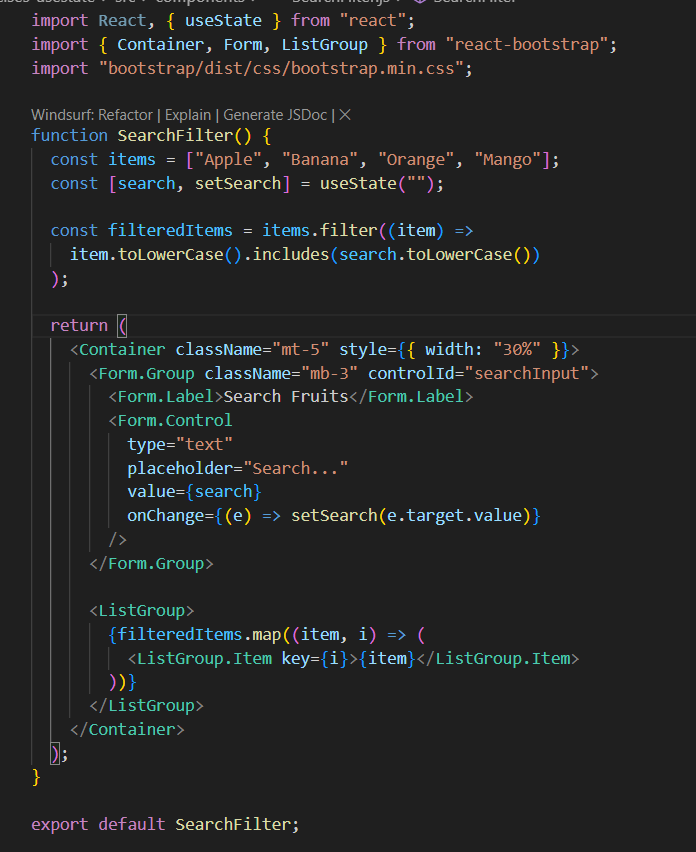 import React, { useState } from "react";
import { Container, Form, ListGroup } from "react-bootstrap";
import "bootstrap/dist/css/bootstrap.min.css";
Windsurf: Refactor | Explain | Generate JSDoc | ×
function SearchFilter() {
  const items = ["Apple", "Banana", "Orange", "Mango"];
  const [search, setSearch] = useState("");
  const filteredItems = items.filter((item) =>
    item.toLowerCase().includes(search.toLowerCase())
  );
  return (
    <Container className="mt-5" style={{ width: "30%" }}>
      <Form.Group className="mb-3" controlId="searchInput">
        <Form.Label>Search Fruits</Form.Label>
        <Form.Control
          type="text"
          placeholder="Search..."
          value={search}
          onChange={(e) => setSearch(e.target.value)}
        />
      </Form.Group>
      <ListGroup>
        {filteredItems.map((item, i) => (
          <ListGroup.Item key={i}>{item}</ListGroup.Item>
        ))}
      </ListGroup>
    </Container>
  );
}
export default SearchFilter;